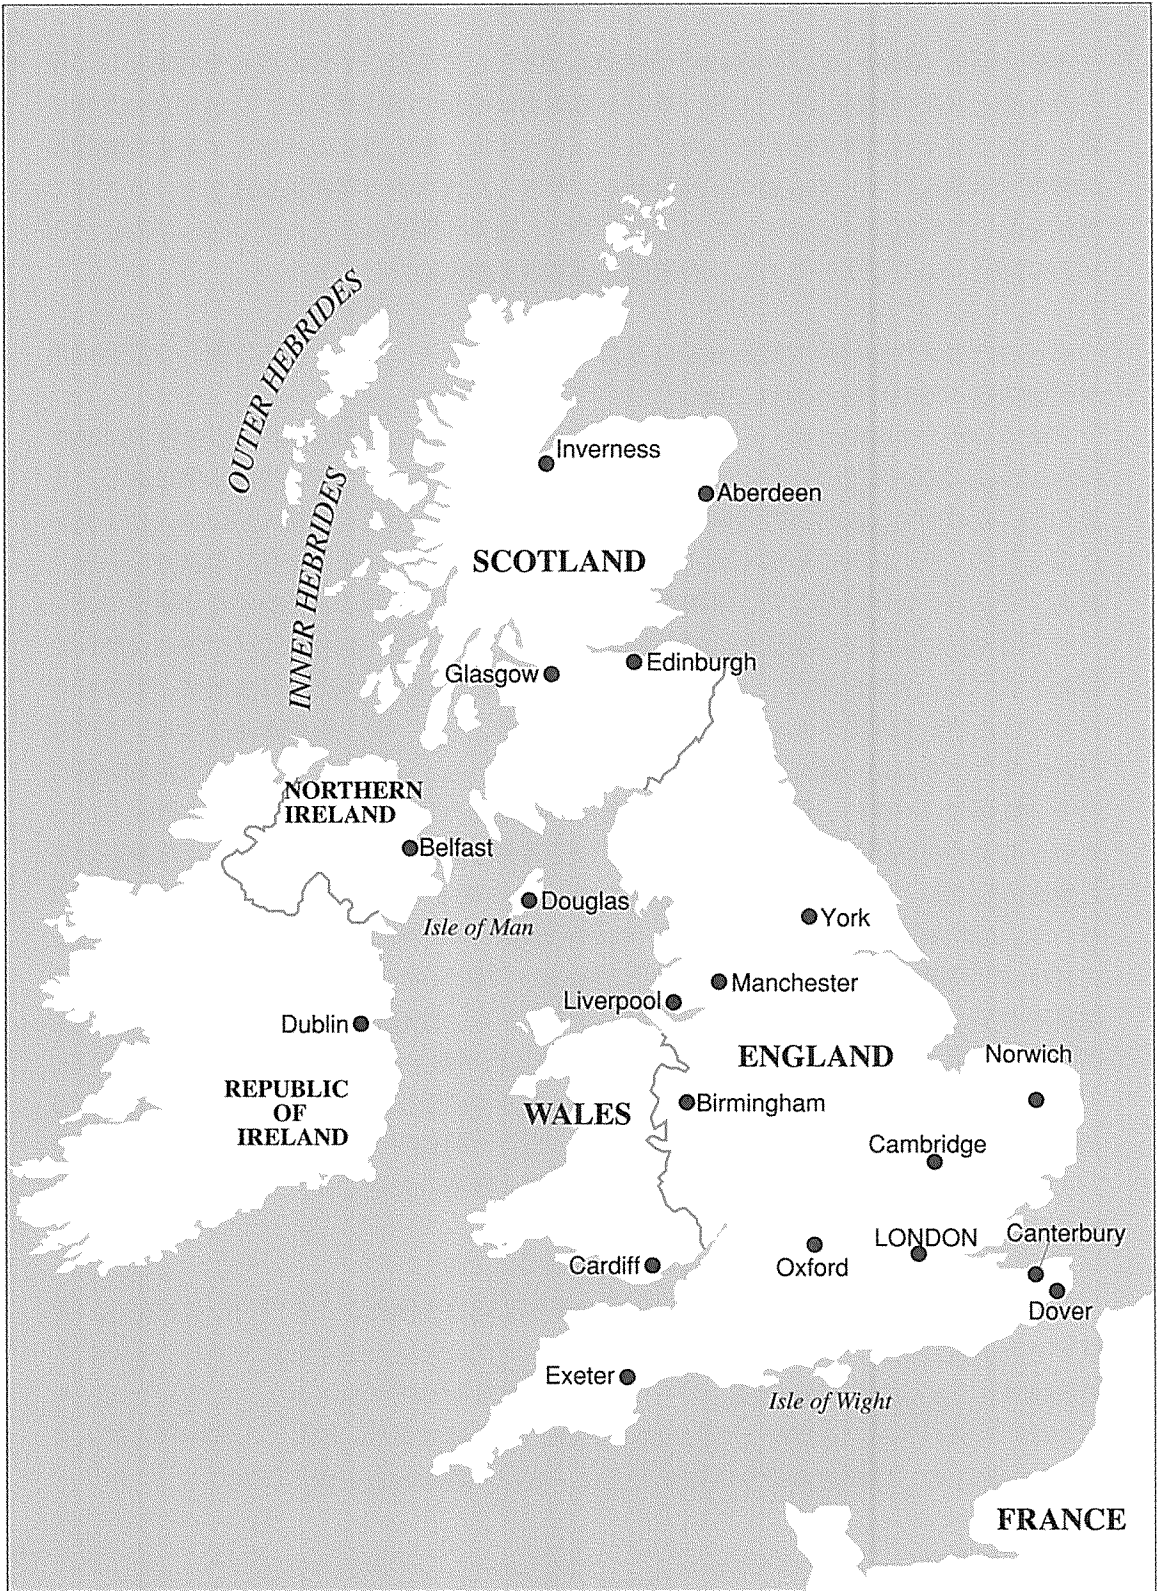 OUTER HEBRIDES
INNER HEBRIDES
Inverness
Aberdeen
SCOTLAND
Edinburgh
Glasgow
NORTHERN
IRELAND
Belfast
Douglas
Isle of Man
York
Manchester
Liverpool
Dublin
ENGLAND
Norwich
REPUBLIC
OF
IRELAND
WALES
Birmingham
Cambridge
LONDON
Canterbury
Oxford
Cardiff
Dover
Exeter
Isle of Wight
FRANCE